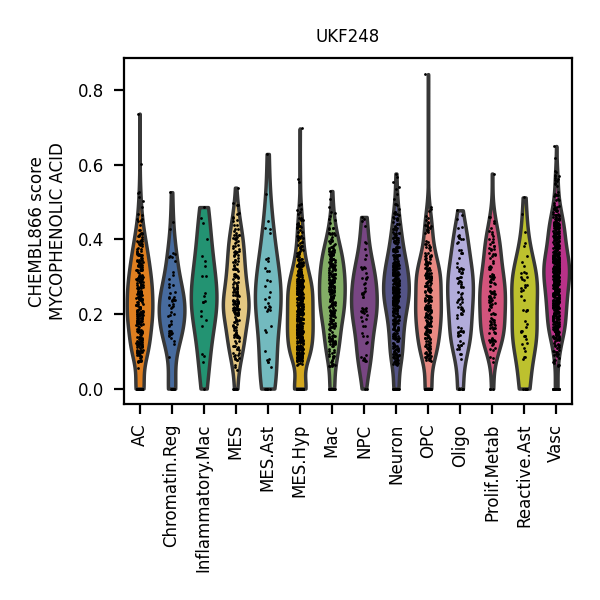 UKF248
CHEMBL866 score
MYCOPHENOLIC ACID
0.8
0.6
0.4
0.2
0.0
AC
Chromatin.Reg
Inflammatory.Mac
MES
MES.Ast
MES.Hyp
Mac
NPC
Neuron
OPC
Oligo
Prolif.Metab
Reactive.Ast
Vasc